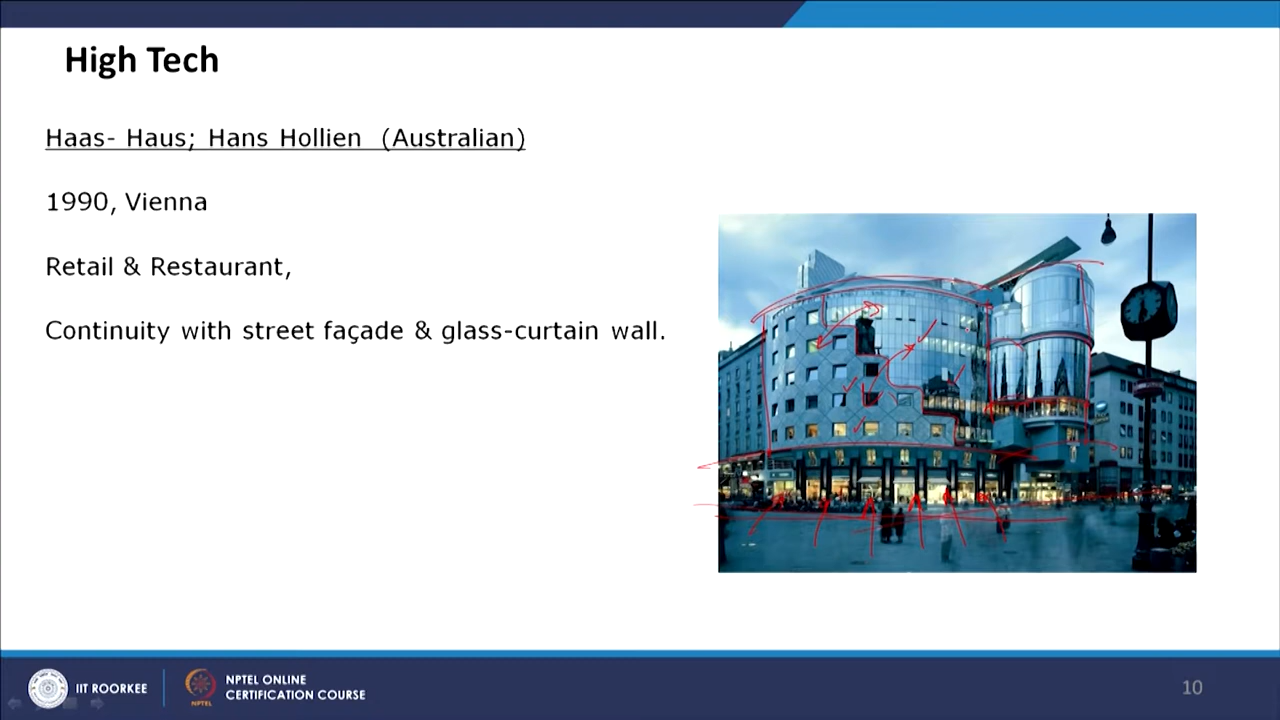 High Tech
Haas- Haus; Hans Hollien (Australian)
1990, Vienna
Retail & Restaurant,
Continuity with street façade & glass-curtain wall.
IIT ROORKEE
NPTEL ONLINE
CERTIFICATION COURSE
NPTEL
10